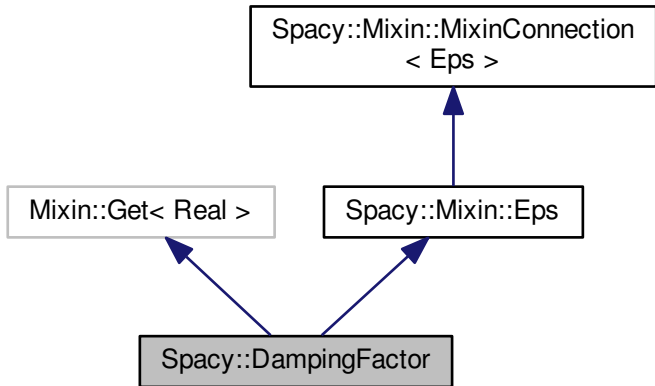 Spacy::Mixin::MixinConnection
< Eps >
Mixin::Get< Real >
Spacy::Mixin::Eps
Spacy::DampingFactor